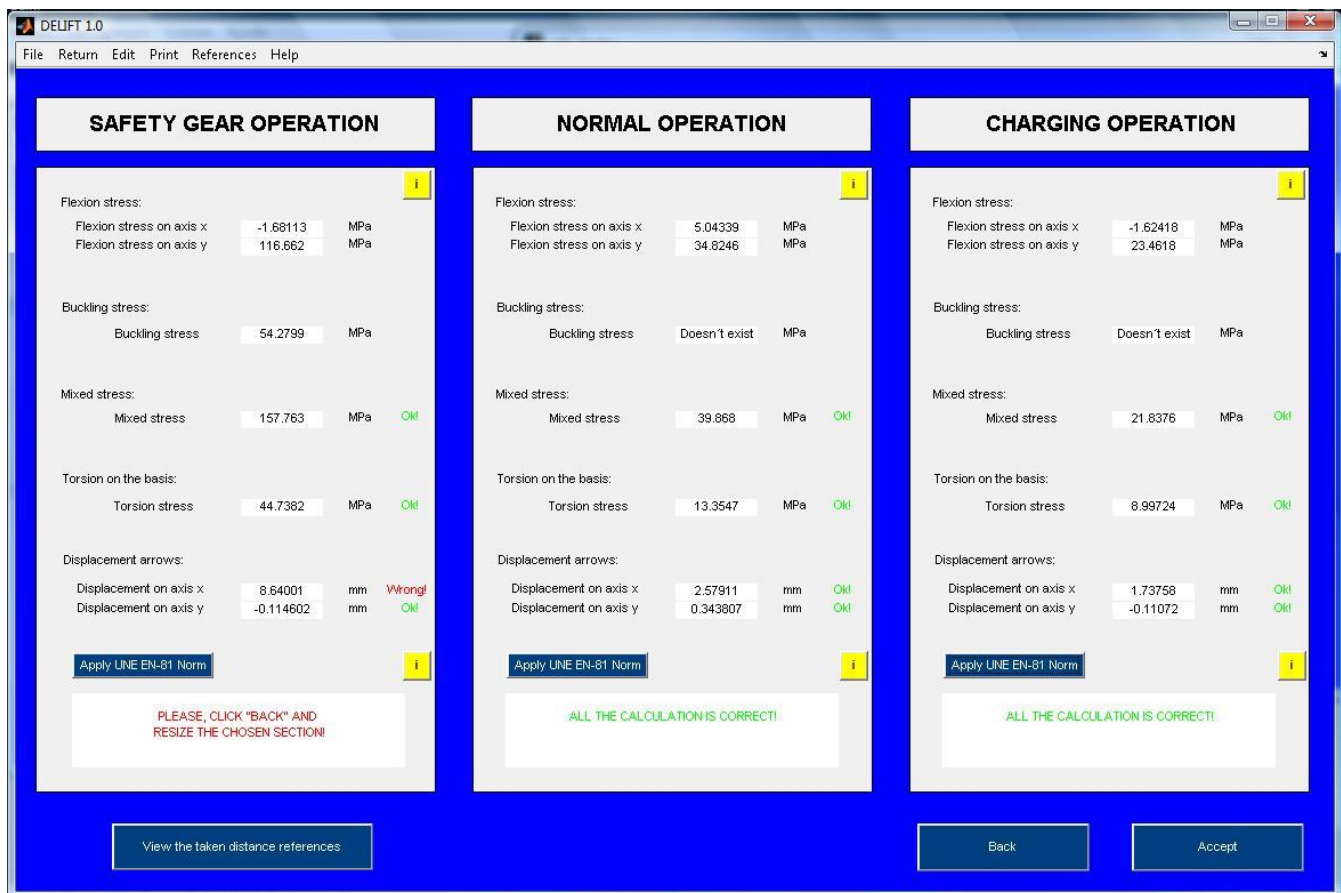 DELIFT 1.0
File Return Edit Print References Help
SAFETY GEAR OPERATION
i
Flexion stress:
Flexion stress on axis x -1.68113 MPa
Flexion stress on axis y 116.662 MPa
Buckling stress:
Buckling stress 54.2799 MPa
Mixed stress:
Mixed stress 157.763 MPa Ok!
Torsion on the basis:
Torsion stress 44.7382 MPa Ok!
Displacement arrows:
Displacement on axis x 8.64001 mm Wrong!
Displacement on axis y -0.114602 mm Ok!
Apply UNE EN-81 Norm i
PLEASE, CLICK "BACK" AND
RESIZE THE CHOSEN SECTION!
NORMAL OPERATION
i
Flexion stress:
Flexion stress on axis x 5.04339 MPa
Flexion stress on axis y 34.8246 MPa
Buckling stress:
Buckling stress Doesn´t exist MPa
Mixed stress:
Mixed stress 39.868 MPa Ok!
Torsion on the basis:
Torsion stress 13.3547 MPa Ok!
Displacement arrows:
Displacement on axis x 2.57911 mm Ok!
Displacement on axis y 0.343807 mm Ok!
Apply UNE EN-81 Norm i
ALL THE CALCULATION IS CORRECT!
CHARGING OPERATION
i
Flexion stress:
Flexion stress on axis x -1.62418 MPa
Flexion stress on axis y 23.4618 MPa
Buckling stress:
Buckling stress Doesn´t exist MPa
Mixed stress:
Mixed stress 21.8376 MPa Ok!
Torsion on the basis:
Torsion stress 8.99724 MPa Ok!
Displacement arrows:
Displacement on axis x 1.73758 mm Ok!
Displacement on axis y -0.11072 mm Ok!
Apply UNE EN-81 Norm i
ALL THE CALCULATION IS CORRECT!
View the taken distance references Back Accept